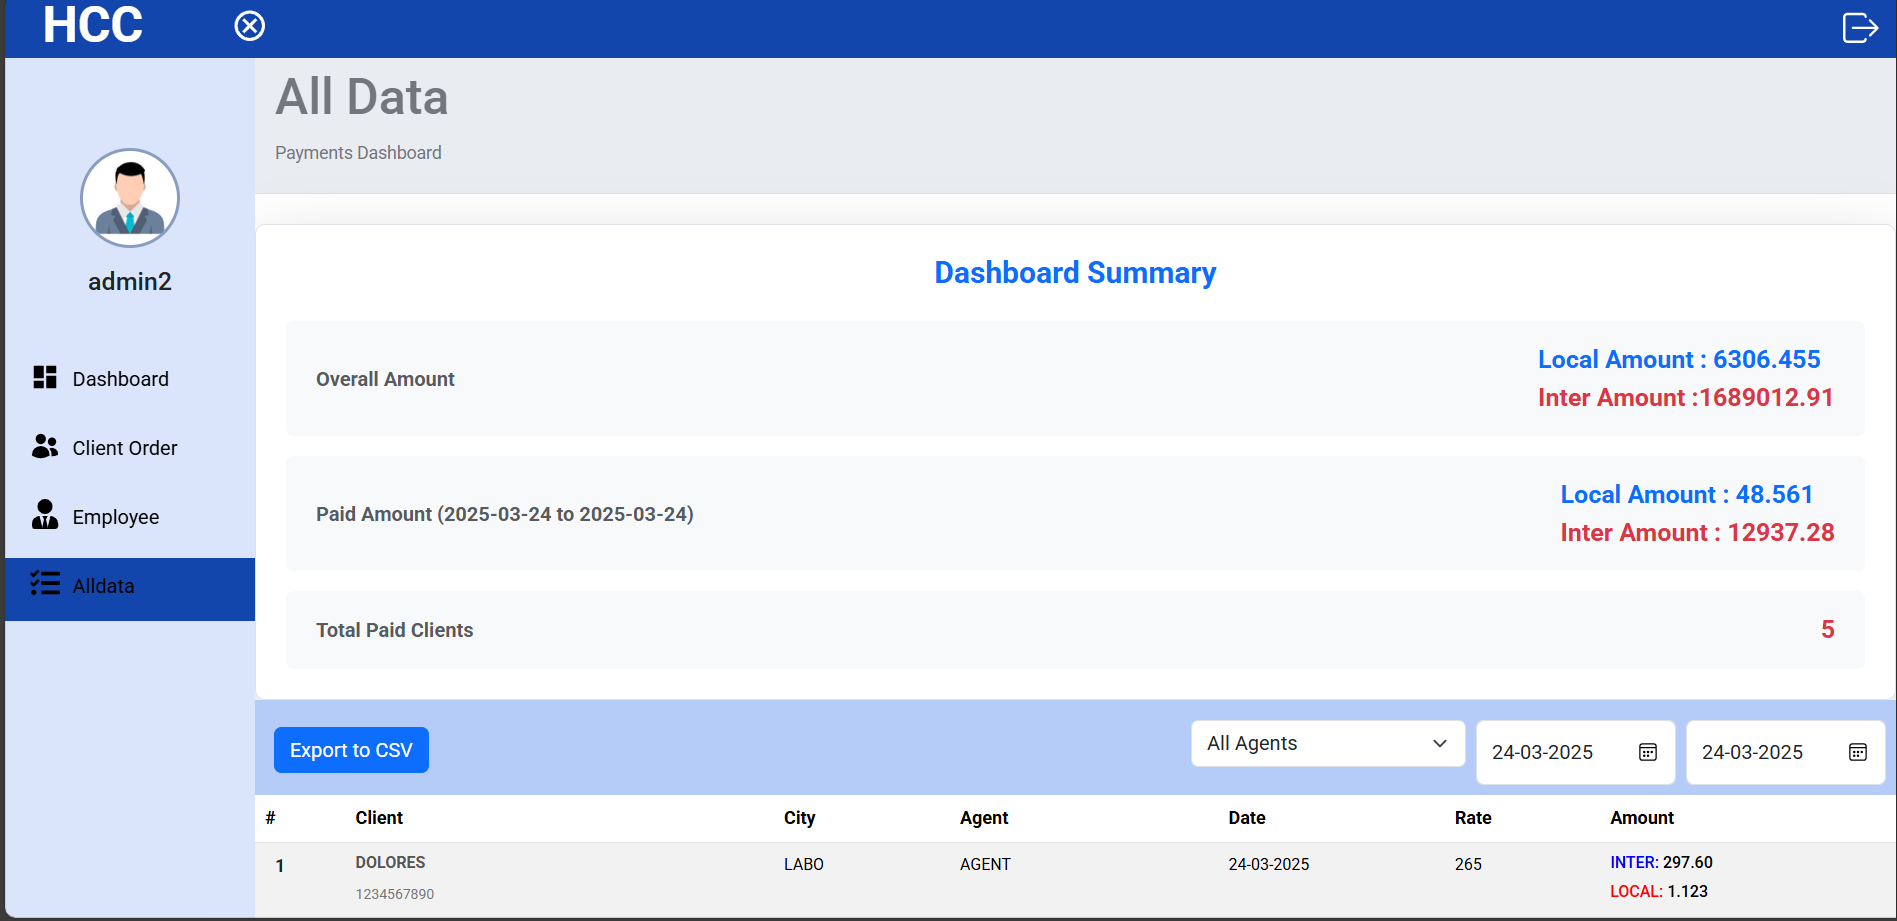 HCC
admin2
Dashboard
Client Order
Employee
Alldata
All Data
Payments Dashboard
Dashboard Summary
Overall Amount
Local Amount : 6306.455
Inter Amount :1689012.91
Paid Amount (2025-03-24 to 2025-03-24)
Local Amount : 48.561
Inter Amount : 12937.28
Total Paid Clients 5
Export to CSV All Agents 24-03-2025 24-03-2025
# Client City Agent Date Rate Amount
1 DOLORES LABO AGENT 24-03-2025 265 INTER: 297.60
1234567890 LOCAL: 1.123